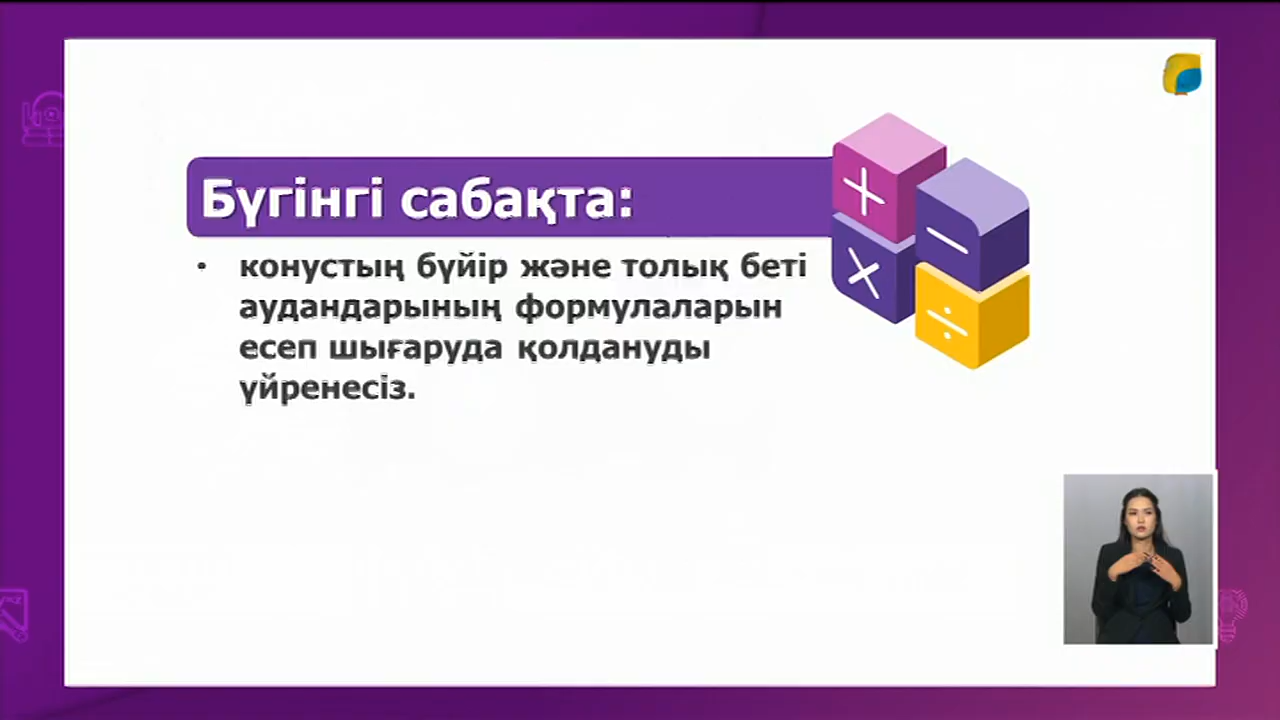 Бүгінгі сабақта:
• конустың бүйір және толық беті
аудандарының формулаларын
есеп шығаруда қолдануды
үйренесіз.